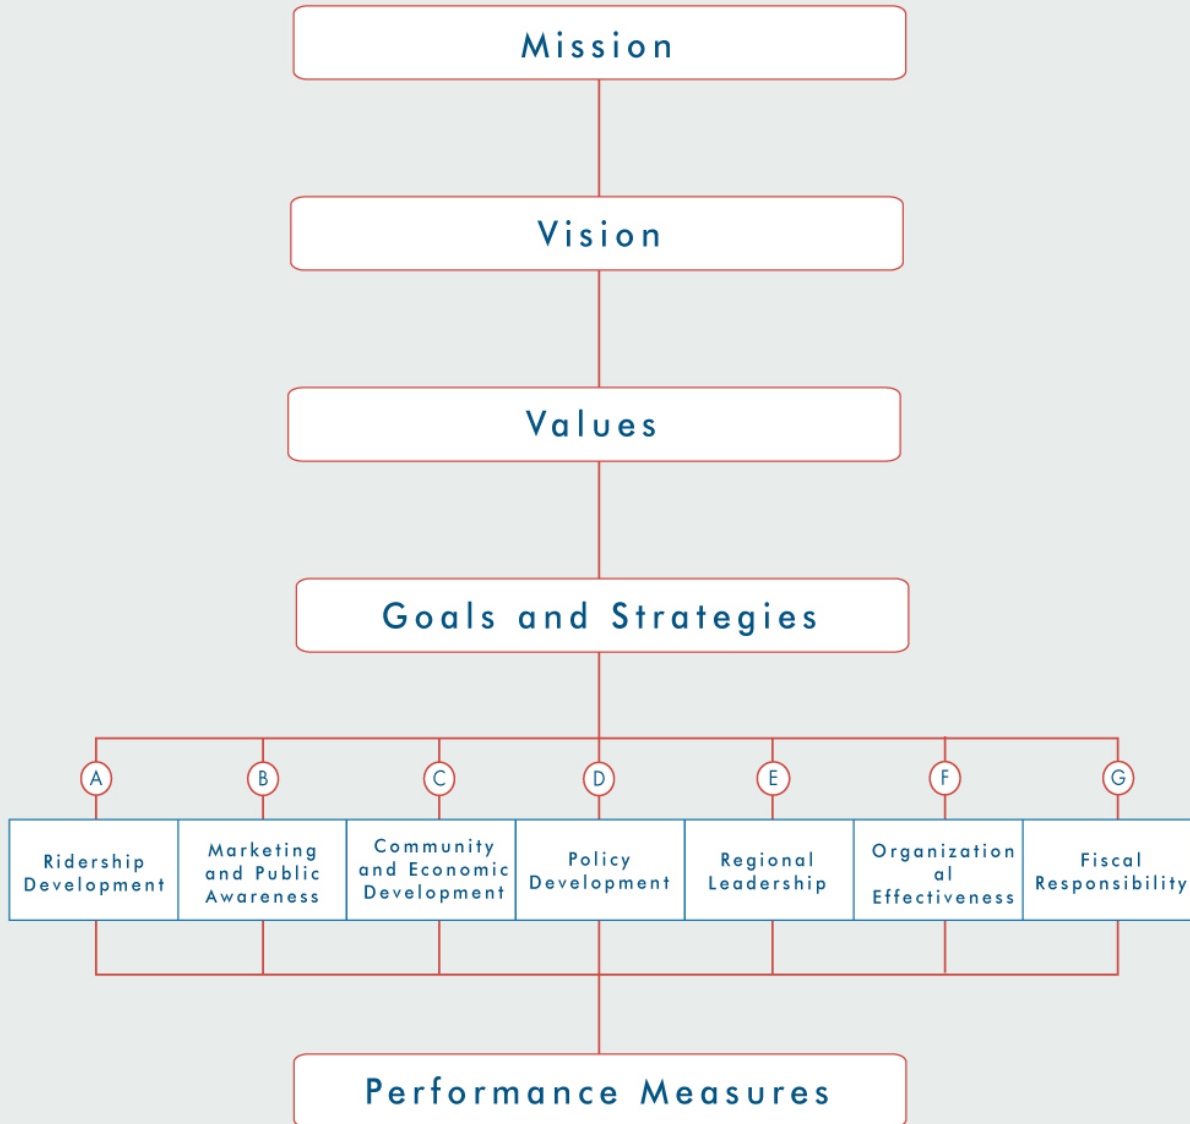 Mission
Vision
Values
Goals and Strategies
A
B
C
D
E
F
G
Ridership
Development
Marketing
and Public
Awareness
Community
and Economic
Development
Policy
Development
Regional
Leadership
Organization
al
Effectiveness
Fiscal
Responsibility
Performance Measures